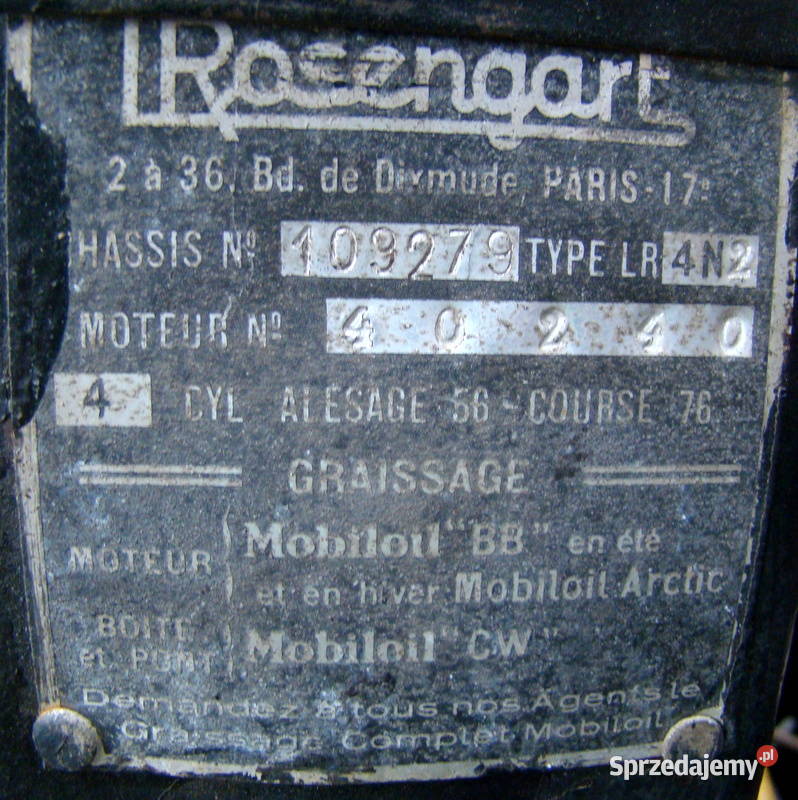 Rosengart
2 à 36, Bd. de Dixmude, PARIS-17e
HASSIS Nº 109279 TYPE LR 4N2
MOTEUR Nº 40240
4 CYL ALESAGE 56 - COURSE 76
GRAISSAGE
MOTEUR Mobiloil "BB" en été
et en hiver Mobiloil Arctic
BOITE et PONT Mobiloil "CW"
Demandez à tous nos Agents le
Graissage Complet Mobiloil
Sprzedajemy.pl